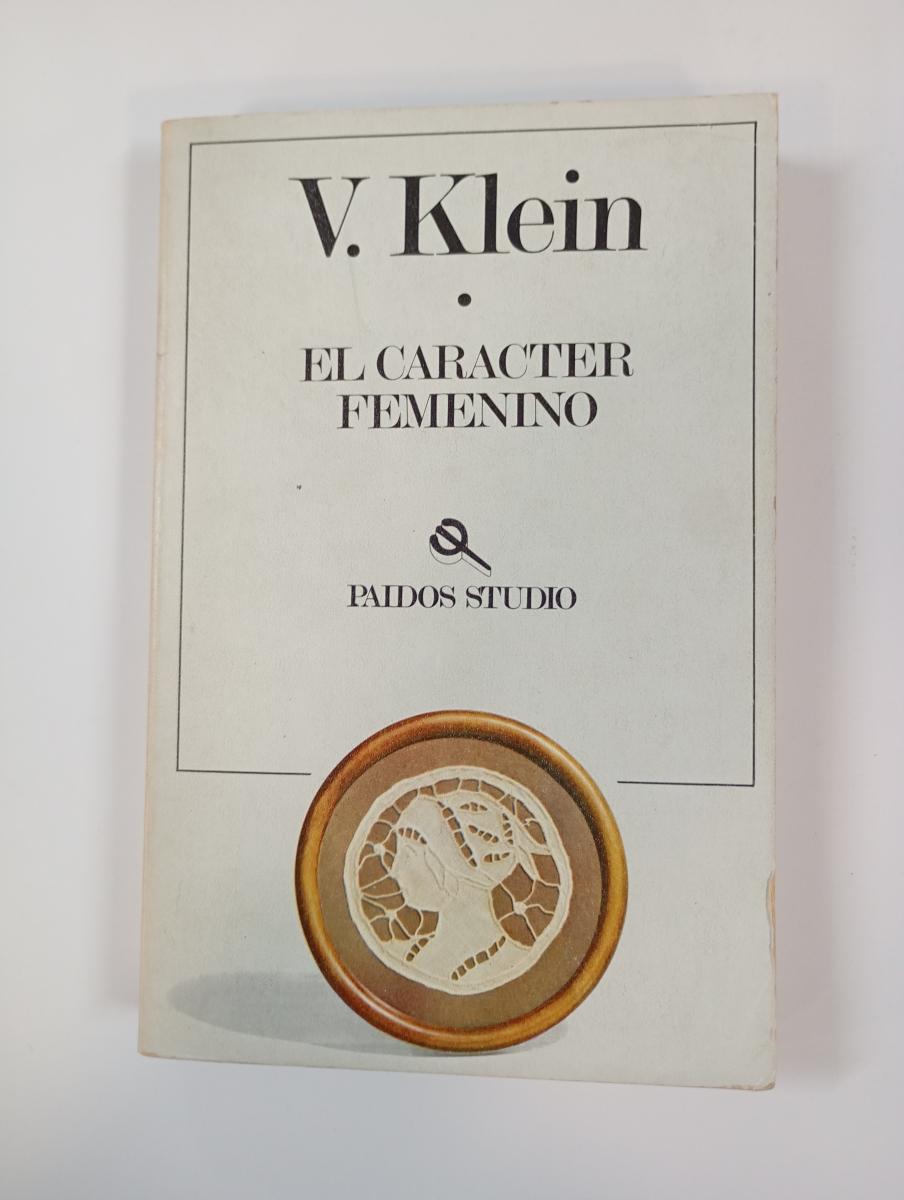 V. Klein
•
EL CARACTER
FEMENINO
PAIDOS STUDIO